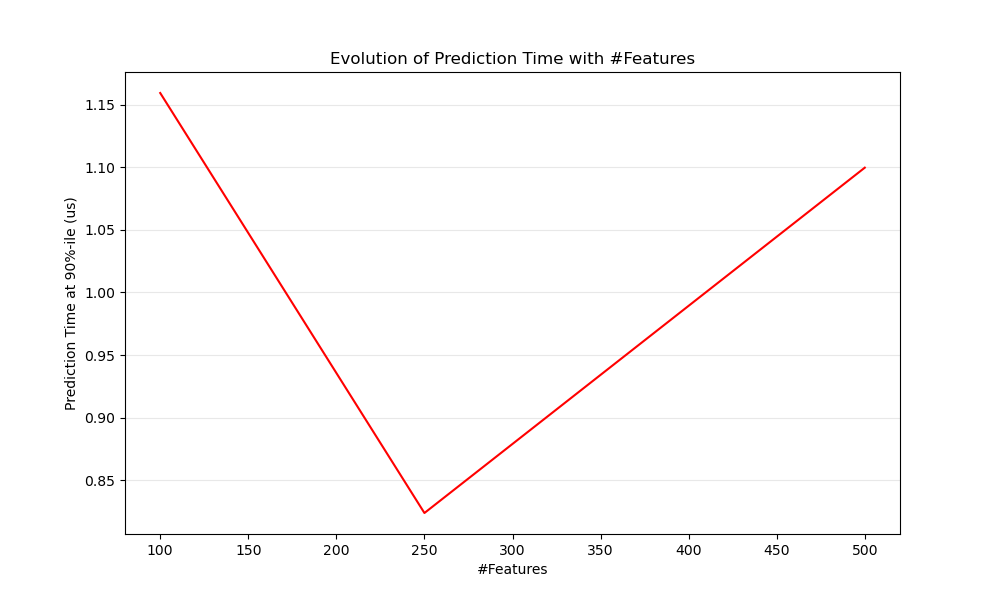 Evolution of Prediction Time with #Features
Prediction Time at 90%-ile (us)
1.15
1.10
1.05
1.00
0.95
0.90
0.85
100 150 200 250 300 350 400 450 500
#Features